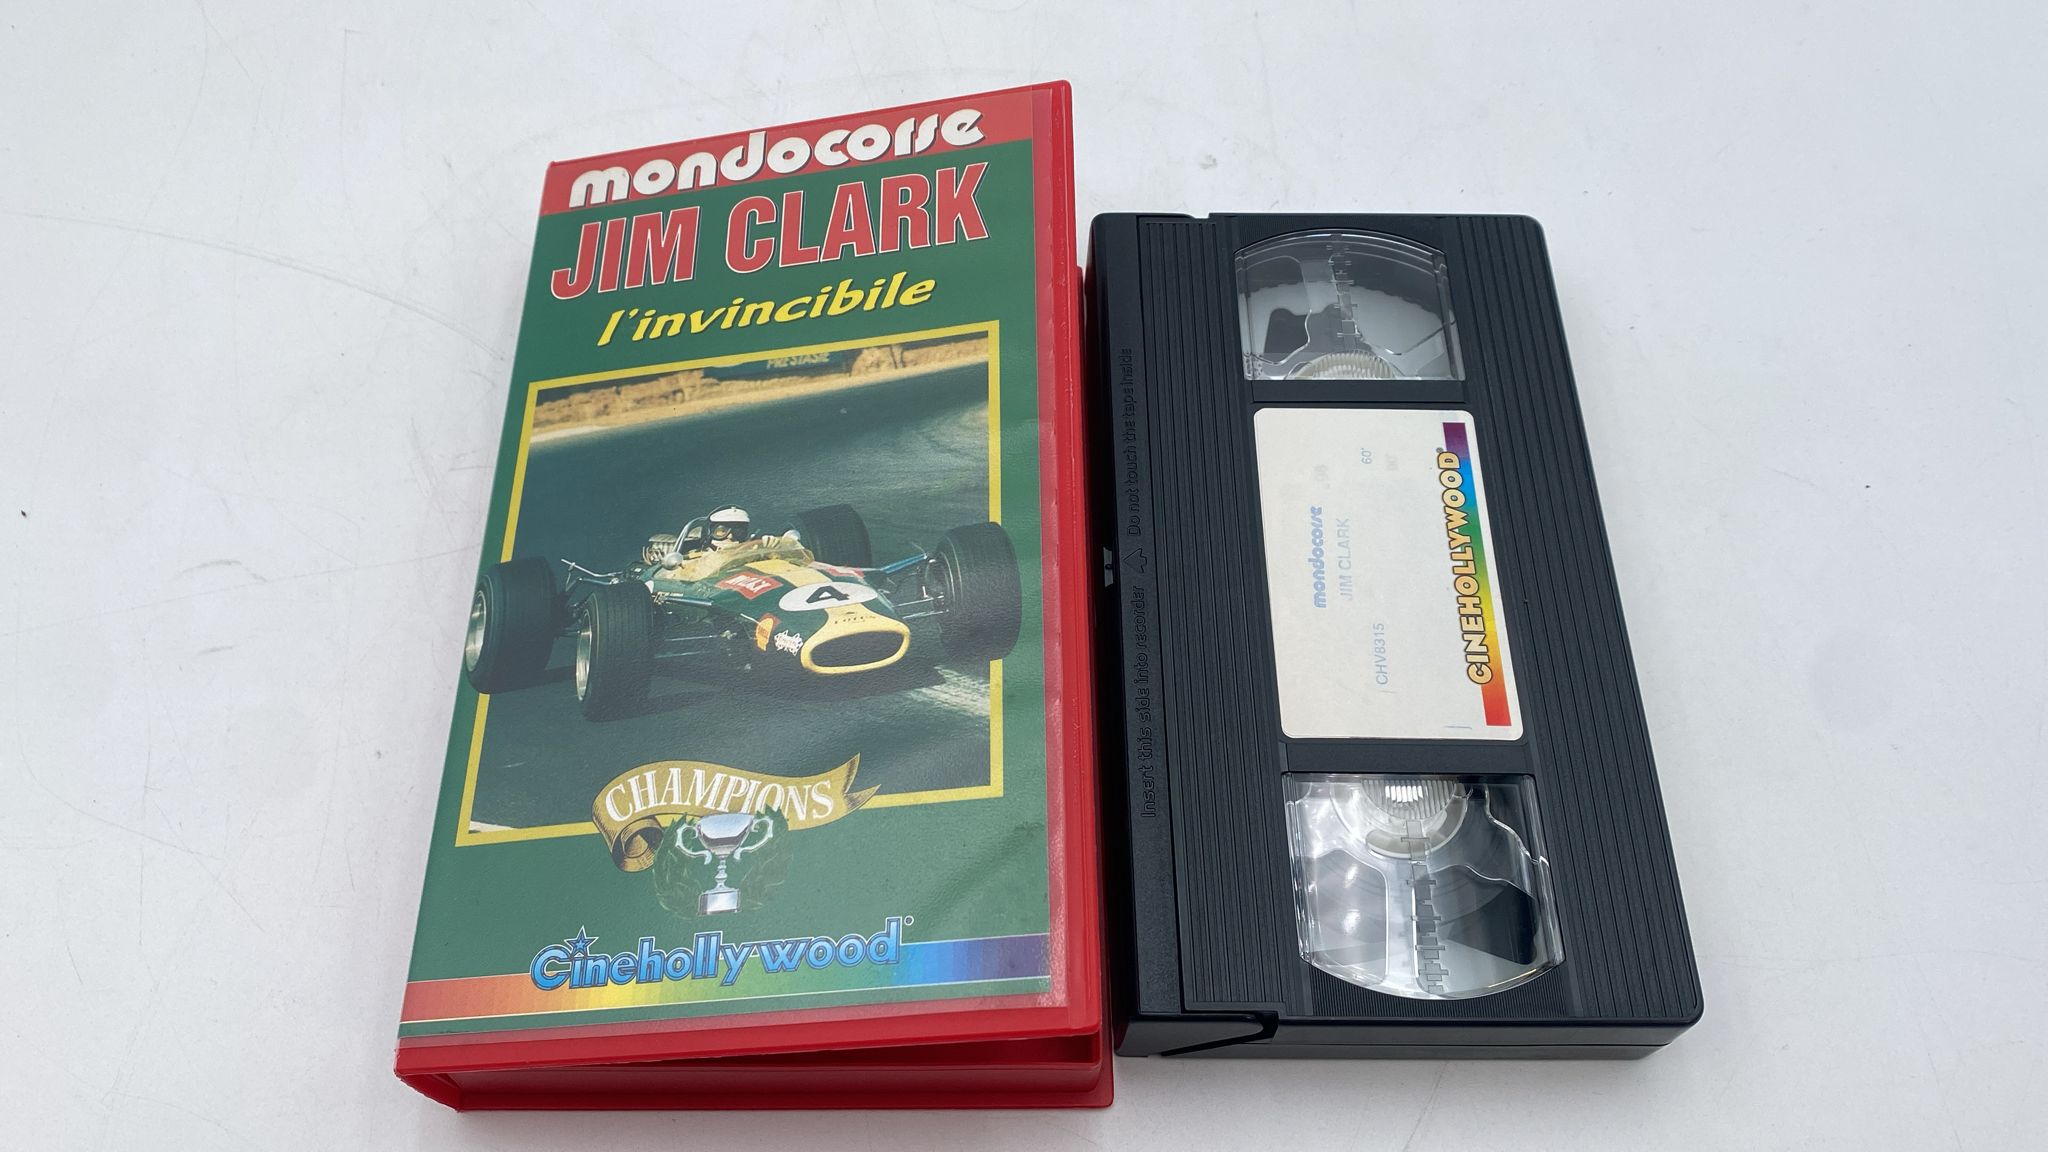 mondocorse
JIM CLARK
l'invincibile
4
LOTUS
CHAMPIONS
Cinehollywood
Insert this side into recorder
Do not touch the tape inside
mondocorse
JIM CLARK
60'
CHV8315
CINEHOLLYWOOD